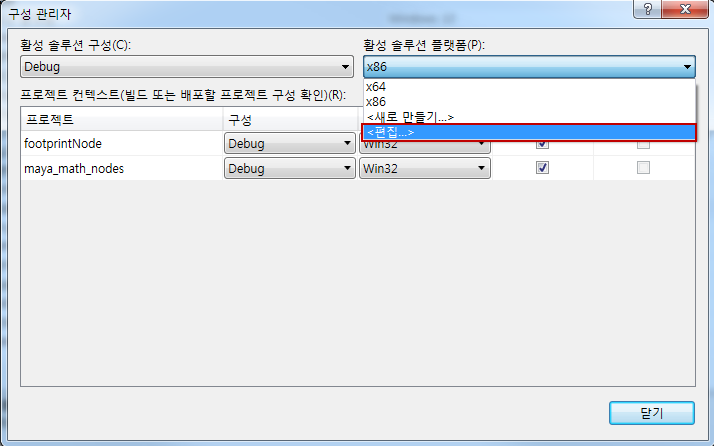 구성 관리자
활성 솔루션 구성(C):
활성 솔루션 플랫폼(P):
Debug
x86
x64
x86
<새로 만들기...>
<편집...>
프로젝트 컨텍스트(빌드 또는 배포할 프로젝트 구성 확인)(R):
프로젝트
구성
footprintNode
Debug
Win32
maya_math_nodes
Debug
Win32
닫기